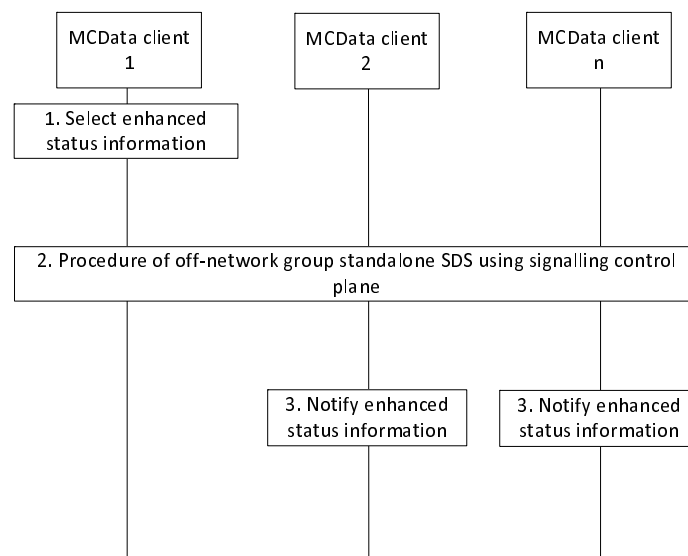 MCData client
1
MCData client
2
MCData client
n
1. Select enhanced
status information
2. Procedure of off-network group standalone SDS using signalling control
plane
3. Notify enhanced
status information
3. Notify enhanced
status information